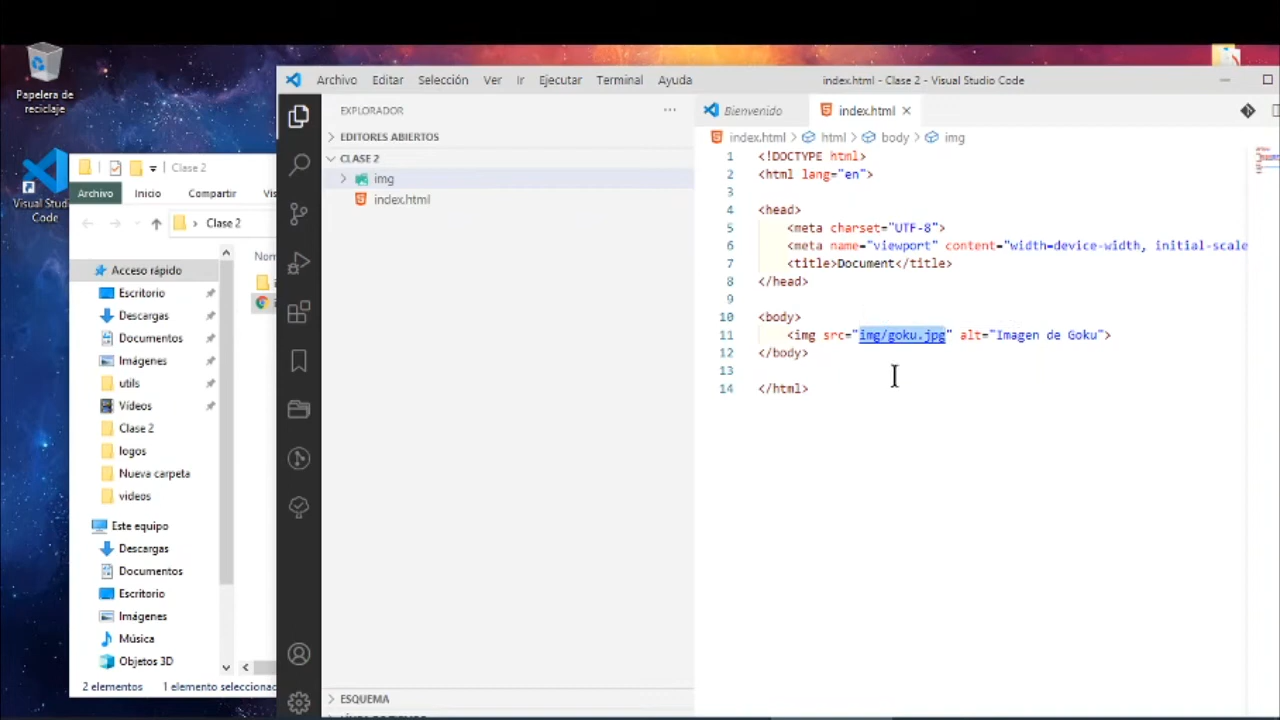 Papelera de
reciclaje
Visual Studi
Code
Clase 2
Archivo Inicio Compartir
Clase 2
Acceso rápido
Escritorio
Descargas
Documentos
Imágenes
utils
Vídeos
Clase 2
logos
Nueva carpeta
videos
Este equipo
Descargas
Documentos
Escritorio
Imágenes
Música
Objetos 3D
2 elementos 1 elemento seleccionad
Archivo Editar Selección Ver Ir Ejecutar Terminal Ayuda
index.html - Clase 2 - Visual Studio Code
EXPLORADOR
EDITORES ABIERTOS
CLASE 2
img
index.html
ESQUEMA
Bienvenido index.html
index.html > html > body > img
1 <!DOCTYPE html>
2 <html lang="en">
3
4 <head>
5 <meta charset="UTF-8">
6 <meta name="viewport" content="width=device-width, initial-scale
7 <title>Document</title>
8 </head>
9
10 <body>
11 <img src="img/goku.jpg" alt="Imagen de Goku">
12 </body>
13
14 </html>